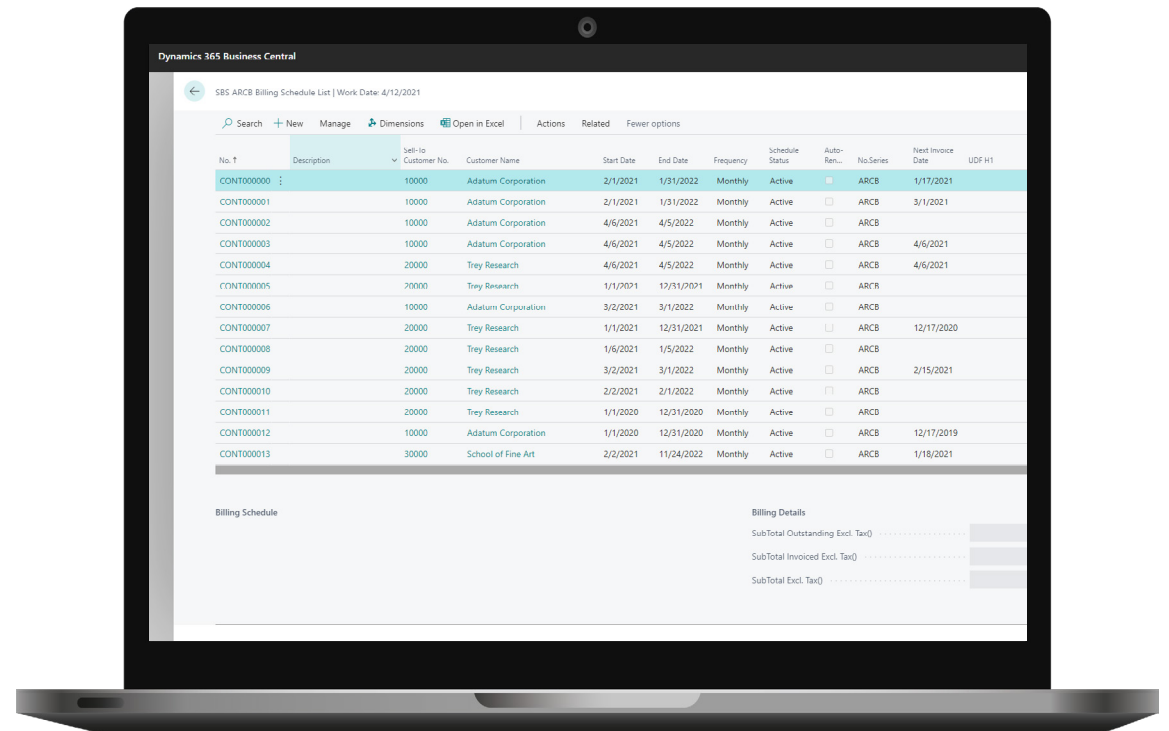 Dynamics 365 Business Central
SBS ARCB Billing Schedule List | Work Date: 4/12/2021
Search New Manage Dimensions Open in Excel Actions Related Fewer options
No. ↑ Description Sell-To Customer No. Customer Name Start Date End Date Frequency Schedule Status Auto-Ren... No.Series Next Invoice Date UDF H1
CONT000000 10000 Adatum Corporation 2/1/2021 1/31/2022 Monthly Active ARCB 1/17/2021
CONT000001 10000 Adatum Corporation 2/1/2021 1/31/2022 Monthly Active ARCB 3/1/2021
CONT000002 10000 Adatum Corporation 4/6/2021 4/5/2022 Monthly Active ARCB
CONT000003 10000 Adatum Corporation 4/6/2021 4/5/2022 Monthly Active ARCB 4/6/2021
CONT000004 20000 Trey Research 4/6/2021 4/5/2022 Monthly Active ARCB 4/6/2021
CONT000005 20000 Trey Research 1/1/2021 12/31/2021 Monthly Active ARCB
CONT000006 10000 Adatum Corporation 3/2/2021 3/1/2022 Monthly Active ARCB
CONT000007 20000 Trey Research 1/1/2021 12/31/2021 Monthly Active ARCB 12/17/2020
CONT000008 20000 Trey Research 1/6/2021 1/5/2022 Monthly Active ARCB
CONT000009 20000 Trey Research 3/2/2021 3/1/2022 Monthly Active ARCB 2/15/2021
CONT000010 20000 Trey Research 2/2/2021 2/1/2022 Monthly Active ARCB
CONT000011 20000 Trey Research 1/1/2020 12/31/2020 Monthly Active ARCB
CONT000012 10000 Adatum Corporation 1/1/2020 12/31/2020 Monthly Active ARCB 12/17/2019
CONT000013 30000 School of Fine Art 2/2/2021 11/24/2022 Monthly Active ARCB 1/18/2021
Billing Schedule Billing Details
SubTotal Outstanding Excl. Tax()
SubTotal Invoiced Excl. Tax()
SubTotal Excl. Tax()